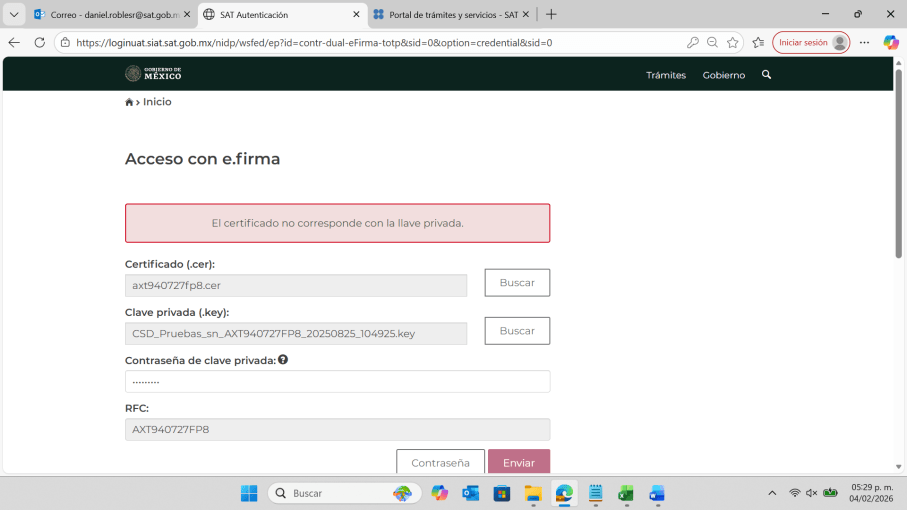 Correo - daniel.roblesr@sat.gob.m
SAT Autenticación
Portal de trámites y servicios - SAT
https://loginuat.siat.sat.gob.mx/nidp/wsfed/ep?id=contr-dual-eFirma-totp&sid=0&option=credential&sid=0
Iniciar sesión
GOBIERNO DE
MÉXICO
Trámites
Gobierno
Inicio
Acceso con e.firma
El certificado no corresponde con la llave privada.
Certificado (.cer):
axt940727fp8.cer
Buscar
Clave privada (.key):
CSD_Pruebas_sn_AXT940727FP8_20250825_104925.key
Buscar
Contraseña de clave privada:
RFC:
AXT940727FP8
Contraseña
Enviar
Buscar
05:29 p. m.
04/02/2026